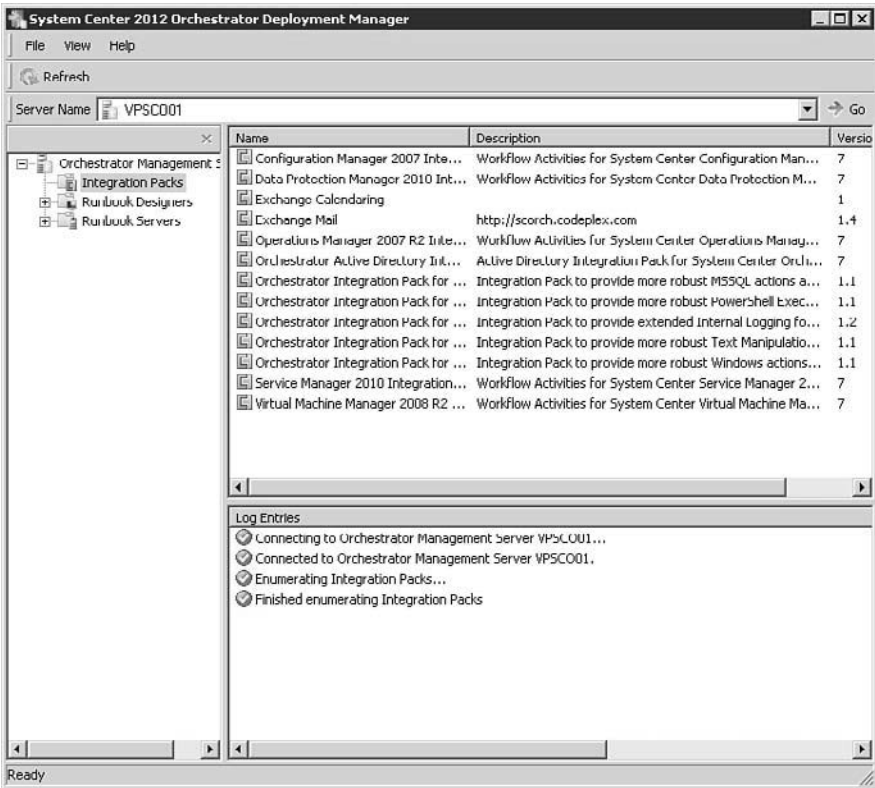 System Center 2012 Orchestrator Deployment Manager
File View Help
Refresh
Server Name VPSCO01 Go
Orchestrator Management S
Integration Packs
Runbook Designers
Runbook Servers
Name Description Versio
Configuration Manager 2007 Inte... Workflow Activities for System Center Configuration Man... 7
Data Protection Manager 2010 Int... Workflow Activities for System Center Data Protection M... 7
Exchange Calendaring 1
Exchange Mail http://scorch.codeplex.com 1.4
Operations Manager 2007 R2 Inte... Workflow Activities for System Center Operations Manag... 7
Orchestrator Active Directory Int... Active Directory Integration Pack for System Center Orch... 7
Orchestrator Integration Pack for ... Integration Pack to provide more robust MSSQL actions a... 1.1
Orchestrator Integration Pack for ... Integration Pack to provide more robust PowerShell Exec... 1.1
Orchestrator Integration Pack for ... Integration Pack to provide extended Internal Logging fo... 1.2
Orchestrator Integration Pack for ... Integration Pack to provide more robust Text Manipulatio... 1.1
Orchestrator Integration Pack for ... Integration Pack to provide more robust Windows actions... 1.1
Service Manager 2010 Integration... Workflow Activities for System Center Service Manager 2... 7
Virtual Machine Manager 2008 R2 ... Workflow Activities for System Center Virtual Machine Ma... 7
Log Entries
Connecting to Orchestrator Management Server VPSCO01...
Connected to Orchestrator Management Server VPSCO01.
Enumerating Integration Packs...
Finished enumerating Integration Packs
Ready